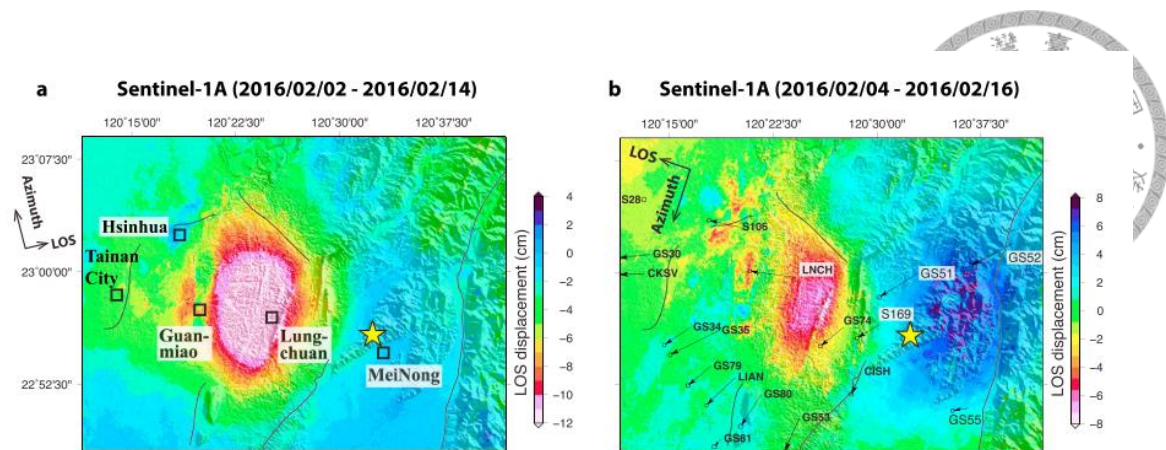 a Sentinel-1A (2016/02/02 - 2016/02/14)
120˚15'00" 120˚22'30" 120˚30'00" 120˚37'30"
23˚07'30"
23˚00'00"
22˚52'30"
Azimuth
LOS
Hsinhua
Tainan
City
Guan-
miao
Lung-
chuan
MeiNong
4
2
0
-2
-4
-6
-8
-10
-12
LOS displacement (cm)
b Sentinel-1A (2016/02/04 - 2016/02/16)
120˚15'00" 120˚22'30" 120˚30'00" 120˚37'30"
LOS
Azimuth
S28
S106
GS30
CKSV
LNCH
GS51
GS52
S169
GS34
GS35
GS74
GS79
LIAN
GS80
CISH
GS53
GS55
GS81
8
6
4
2
0
-2
-4
-6
-8
LOS displacement (cm)